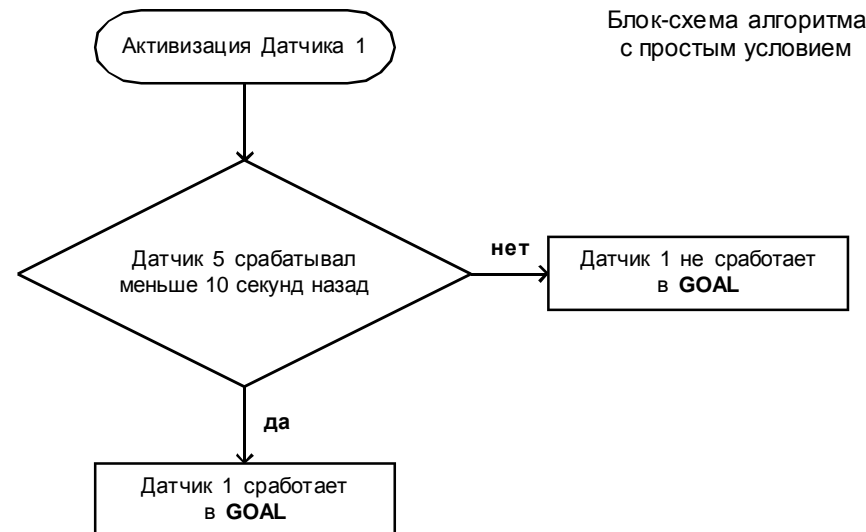 Блок-схема алгоритма
с простым условием
Активизация Датчика 1
Датчик 5 срабатывал
меньше 10 секунд назад
нет
Датчик 1 не сработает
в GOAL
да
Датчик 1 сработает
в GOAL